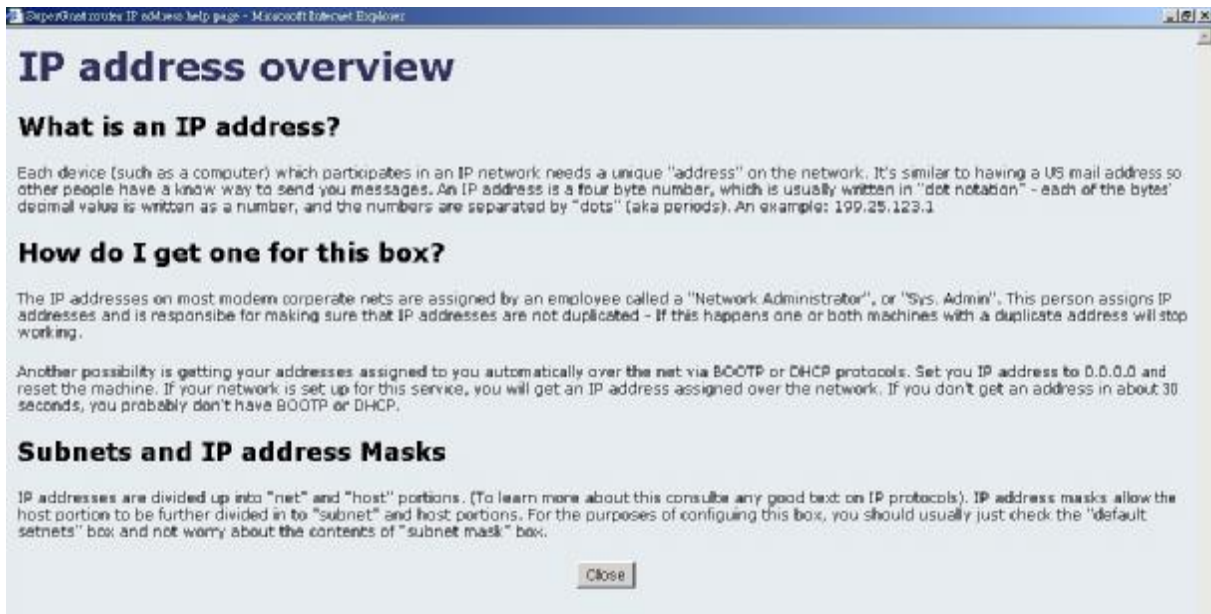 SuperGnat router IP address help page - Microsoft Internet Explorer
IP address overview
What is an IP address?
Each device (such as a computer) which participates in an IP network needs a unique "address" on the network. It's similar to having a US mail address so
other people have a know way to send you messages. An IP address is a four byte number, which is usually written in "dot notation" - each of the bytes'
decimal value is written as a number, and the numbers are separated by "dots" (aka periods). An example: 199.25.123.1
How do I get one for this box?
The IP addresses on most modern corperate nets are assigned by an employee called a "Network Administrator", or "Sys. Admin". This person assigns IP
addresses and is responsibe for making sure that IP addresses are not duplicated - If this happens one or both machines with a duplicate address will stop
working.
Another possibility is getting your addresses assigned to you automatically over the net via BOOTP or DHCP protocols. Set you IP address to 0.0.0.0 and
reset the machine. If your network is set up for this service, you will get an IP address assigned over the network. If you don't get an address in about 30
seconds, you probably don't have BOOTP or DHCP.
Subnets and IP address Masks
IP addresses are divided up into "net" and "host" portions. (To learn more about this consulte any good text on IP protocols). IP address masks allow the
host portion to be further divided in to "subnet" and host portions. For the purposes of configuing this box, you should usually just check the "default
setnets" box and not worry about the contents of "subnet mask" box.
Close